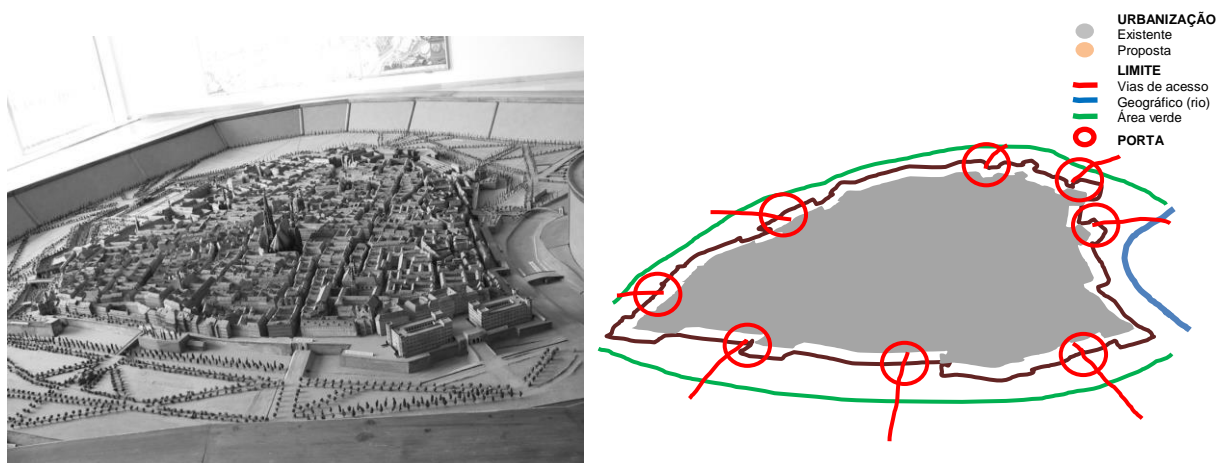 URBANIZAÇÃO
Existente
Proposta
LIMITE
Vias de acesso
Geográfico (rio)
Área verde
PORTA